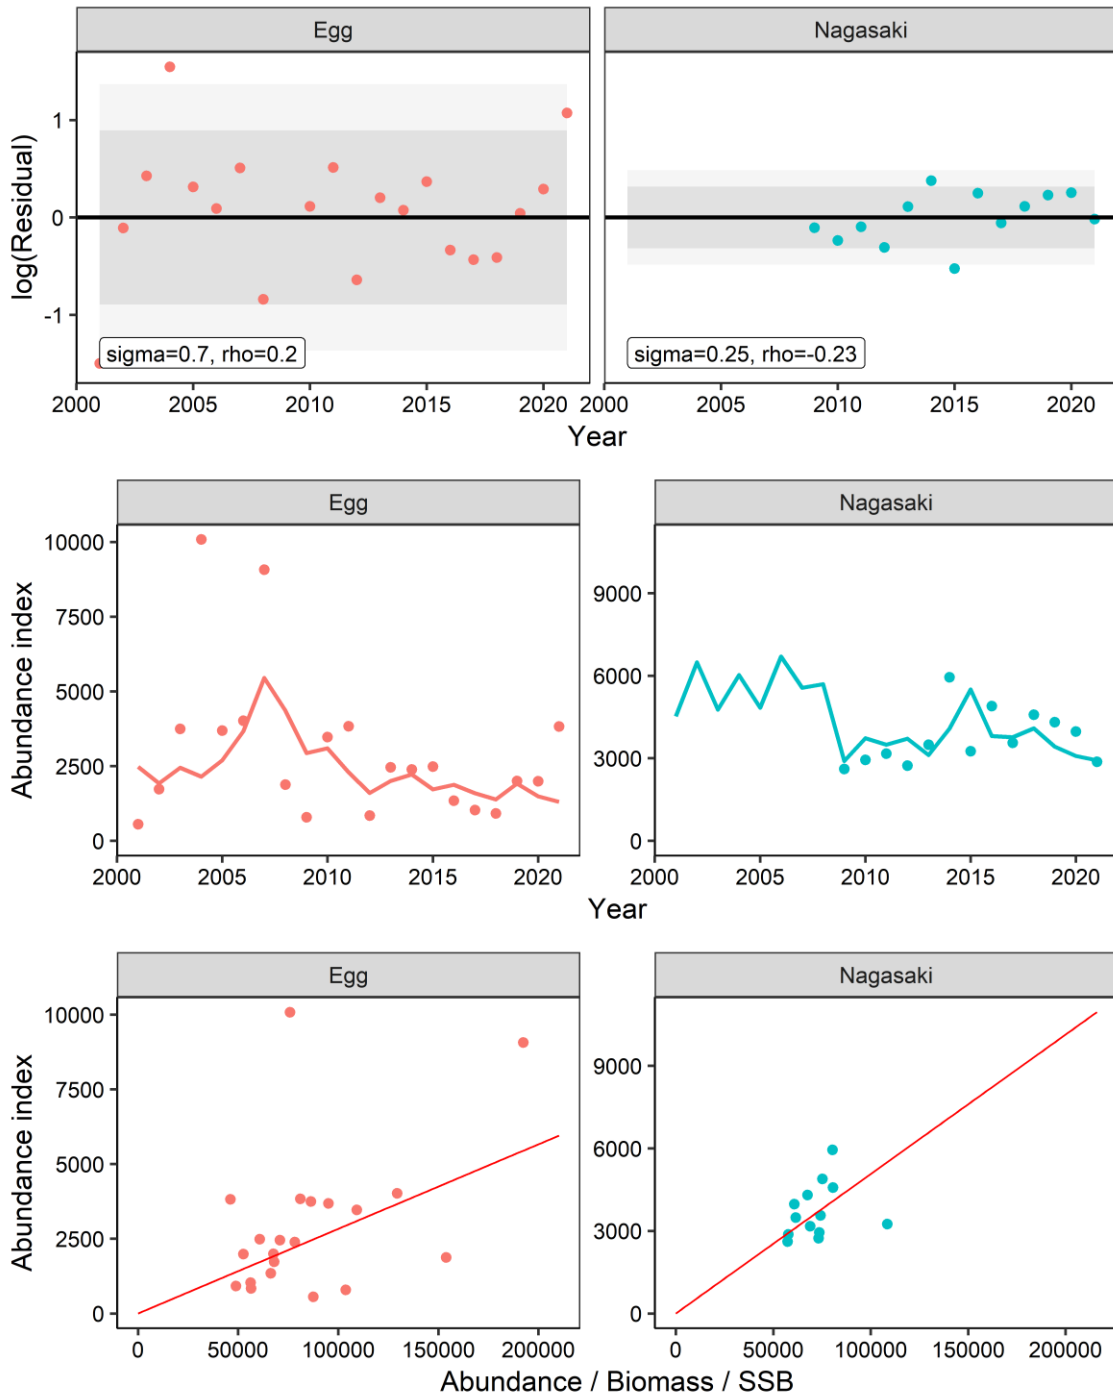 Egg Nagasaki
log(Residual)
1
0
-1
sigma=0.7, rho=0.2 sigma=0.25, rho=-0.23
2000 2005 2010 2015 2020 2000 2005 2010 2015 2020
Year
Egg Nagasaki
Abundance index
10000
7500
5000
2500
0
9000
6000
3000
0
2000 2005 2010 2015 2020 2000 2005 2010 2015 2020
Year
Egg Nagasaki
Abundance index
10000
7500
5000
2500
0
9000
6000
3000
0
0 50000 100000 150000 200000 0 50000 100000 150000 200000
Abundance / Biomass / SSB